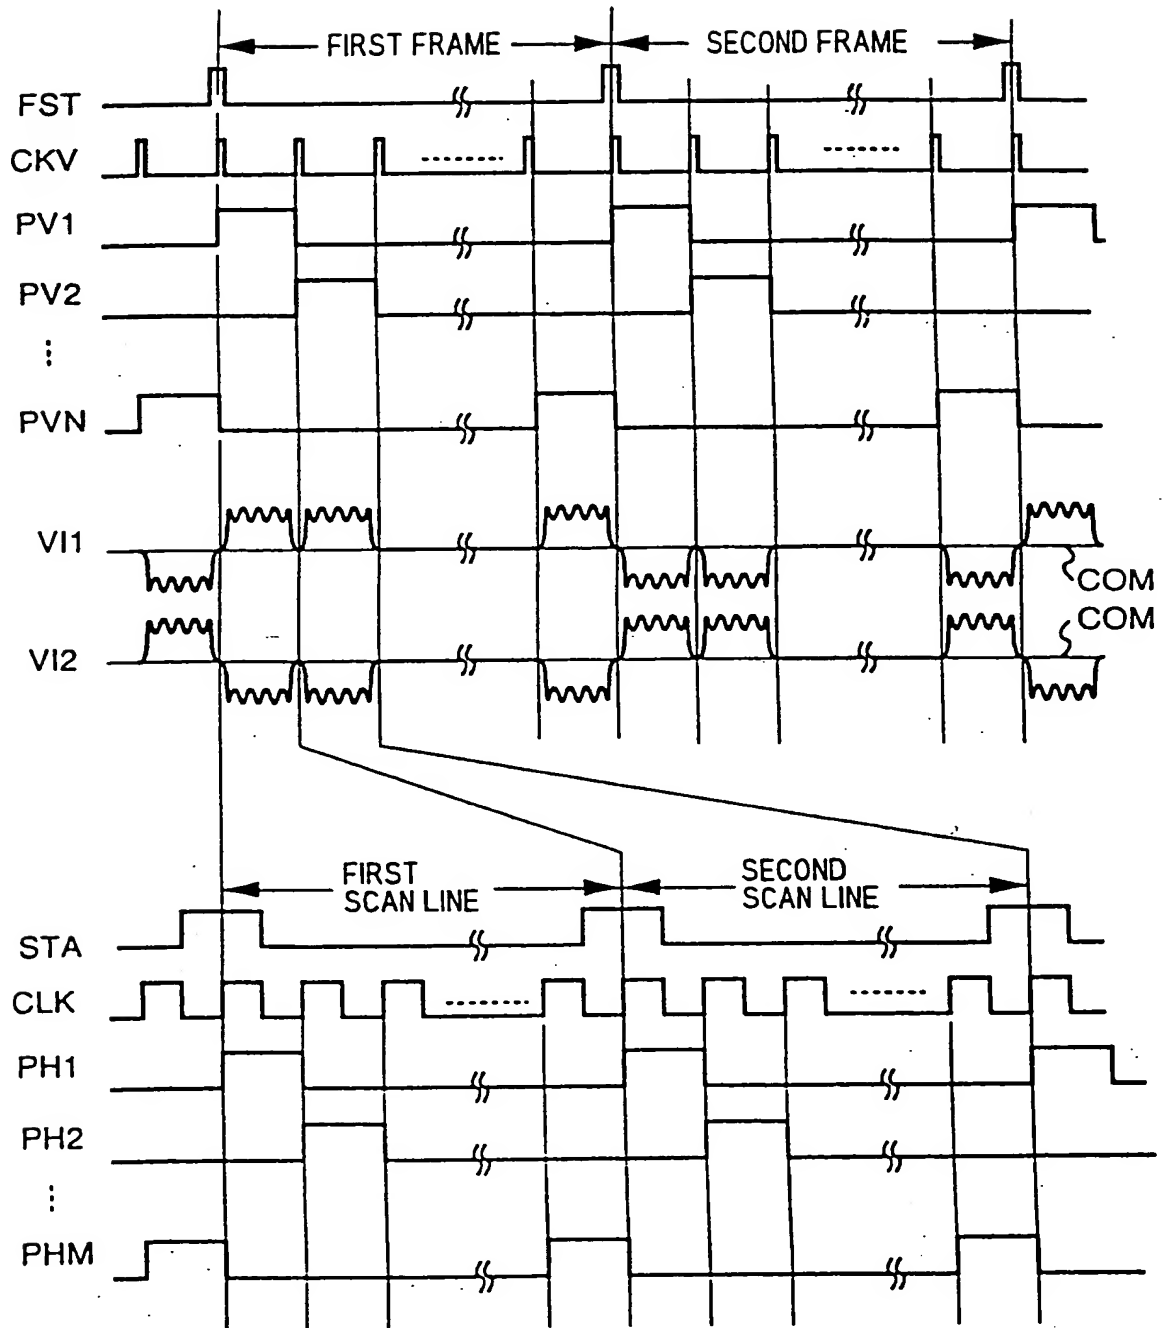 FIRST FRAME
SECOND FRAME
FST
CKV
PV1
PV2
PVN
VI1
COM
COM
VI2
FIRST
SCAN LINE
SECOND
SCAN LINE
STA
CLK
PH1
PH2
PHM